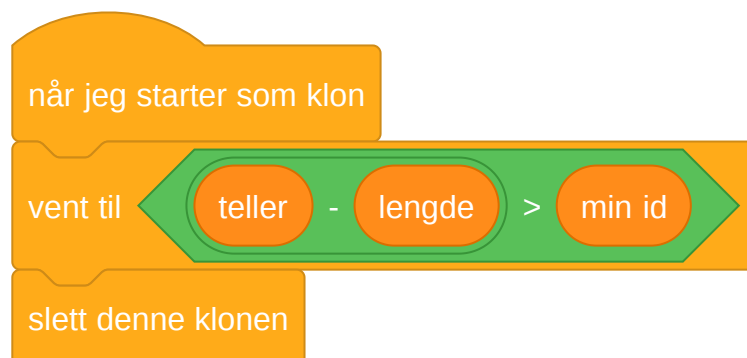 når jeg starter som klon
vent til teller - lengde > min id
slett denne klonen